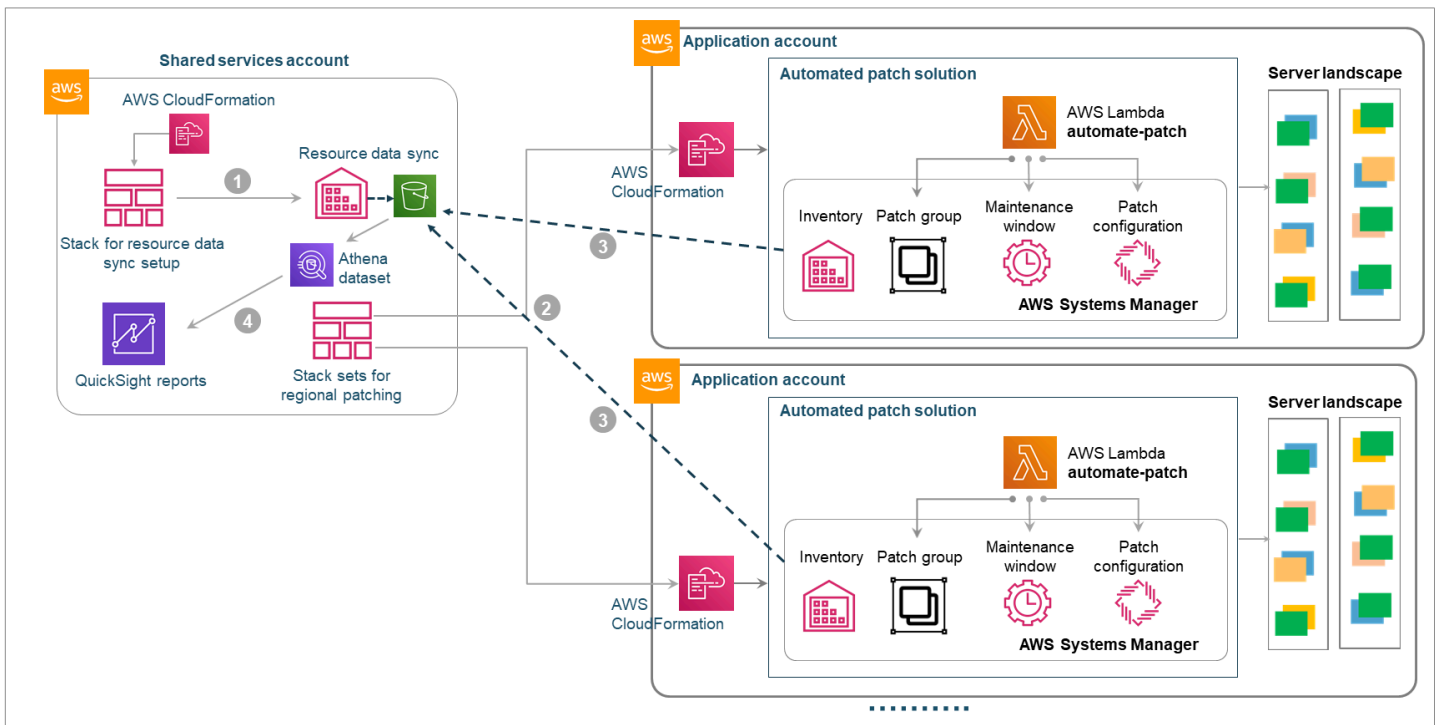 Shared services account
aws
AWS CloudFormation
Resource data sync
1
Stack for resource data
sync setup
Athena
dataset
4
QuickSight reports
Stack sets for
regional patching
2
3
3
aws
Application account
AWS
CloudFormation
Automated patch solution
AWS Lambda
automate-patch
Inventory
Patch group
Maintenance
window
Patch
configuration
AWS Systems Manager
Server landscape
aws
Application account
AWS
CloudFormation
Automated patch solution
AWS Lambda
automate-patch
Inventory
Patch group
Maintenance
window
Patch
configuration
AWS Systems Manager
Server landscape